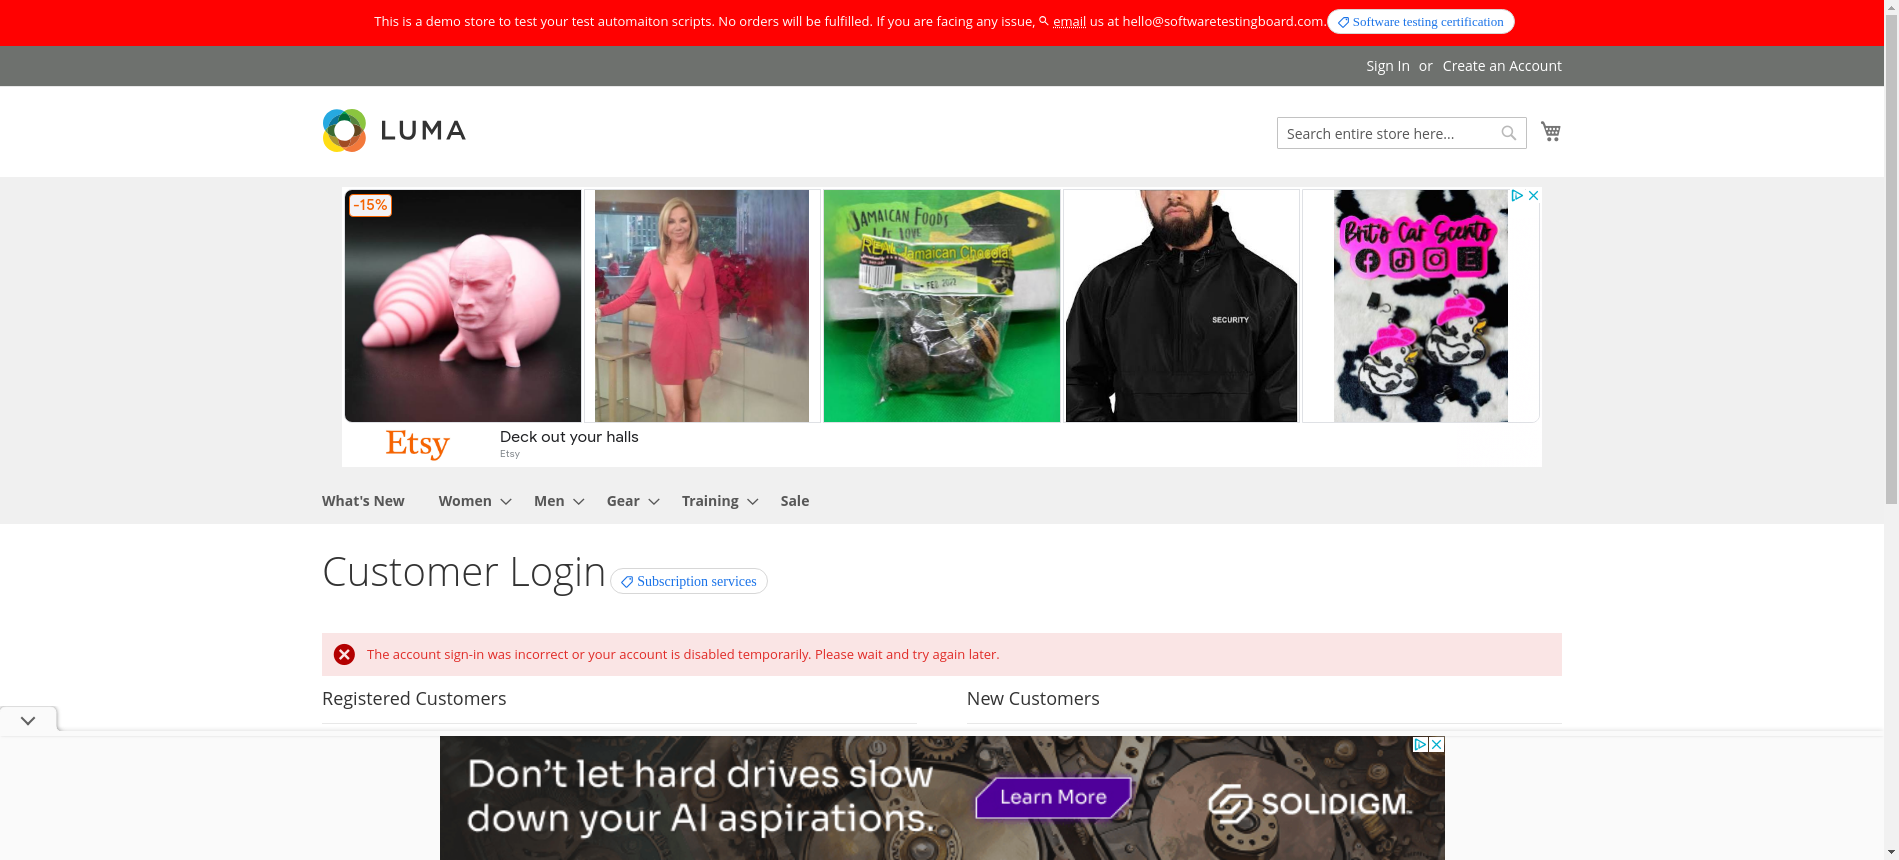 This is a demo store to test your test automaiton scripts. No orders will be fulfilled. If you are facing any issue, email us at hello@softwaretestingboard.com. Software testing certification
Sign In or Create an Account
LUMA
Search entire store here...
-15%
JAMAICAN FOODS
WE LOVE
REAL Jamaican Chocolat
FEB 2022
SECURITY
Brit's Car Scents
Etsy
Deck out your halls
Etsy
What's New Women Men Gear Training Sale
Customer Login Subscription services
The account sign-in was incorrect or your account is disabled temporarily. Please wait and try again later.
Registered Customers
New Customers
Don't let hard drives slow
down your AI aspirations.
Learn More
SOLIDIGM